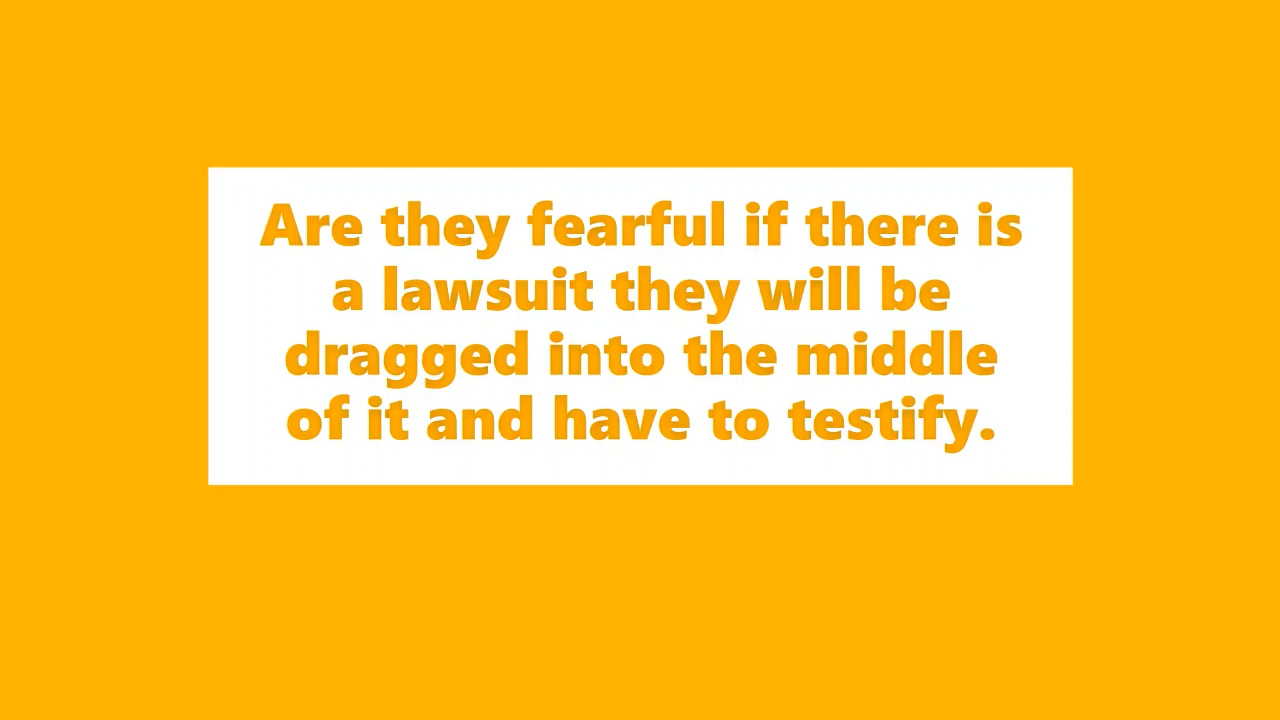 Are they fearful if there is
a lawsuit they will be
dragged into the middle
of it and have to testify.